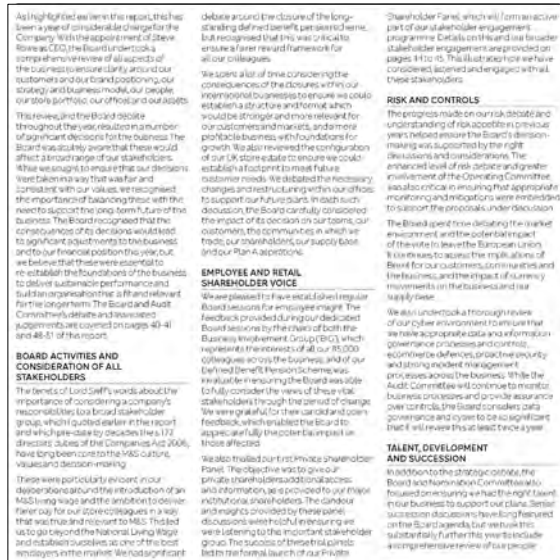 As I highlighted earlier in this report, this has
been a year of considerable change for the
Company. With the appointment of Steve
Rowe as CEO, the Board undertook a
comprehensive review of all aspects of
the business to ensure clarity around our
customers and our brand positioning, our
strategy and business model, our people,
our store portfolio, our offices and our assets.
This review, and the Board debate
throughout the year, resulted in a number
of significant decisions for the business. The
Board was acutely aware that these would
affect a broad range of our stakeholders.
While we sought to ensure that our decisions
were taken in a way that was fair and
consistent with our values, we recognised
the importance of balancing these with the
need to support the long-term future of the
business. The Board recognised that the
consequences of its decisions would lead
to significant adjustments to the business
and to our financial position this year, but
we believe that these were essential to
re-establish the foundations of the business
to deliver sustainable performance and
build an organisation that is fit and relevant
for the longer term. The Board and Audit
Committee's debate and associated
judgements are covered on pages 40-41
and 48-51 of this report.
BOARD ACTIVITIES AND
CONSIDERATION OF ALL
STAKEHOLDERS
The tenets of Lord Sieff's words about the
importance of considering a company's
responsibilities to a broad stakeholder
group, which I quoted earlier in the report
and which pre-date by decades the s.172
directors' duties of the Companies Act 2006,
have long been core to the M&S culture,
values and decision-making.
These were particularly evident in our
deliberations around the introduction of an
M&S living wage and the ambition to deliver
fairer pay for our store colleagues in a way
that was true and relevant to M&S. This led
us to go beyond the National Living Wage
and establish ourselves as one of the best
employers in the market. We had significant
debate around the closure of the long-
standing defined benefit pension scheme,
but recognised that this was critical to
ensure a fairer reward framework for
all our colleagues.
We spent a lot of time considering the
consequences of the closures within our
international business to ensure we could
establish a structure and format which
would be stronger and more relevant for
our customers and markets, and a more
profitable business with foundations for
growth. We also reviewed the configuration
of our UK store estate to ensure we could
establish a footprint to meet future
customer needs. We debated the necessary
changes and restructuring within our offices
to support our future plans. In each such
discussion, the Board carefully considered
the impact of its decision on our teams, our
customers, the communities in which we
trade, our shareholders, our supply base
and our Plan A aspirations.
EMPLOYEE AND RETAIL
SHAREHOLDER VOICE
We are pleased to have established regular
Board sessions for employee insight. The
feedback provided during our dedicated
Board sessions by the chairs of both the
Business Involvement Group ('BIG'), which
represents the interests of all our 85,000
colleagues across the business, and of our
Defined Benefit Pension Scheme, was
invaluable in ensuring the Board was able
to fully consider the views of these vital
stakeholders through the period of change.
We were grateful for their candid and open
feedback, which enabled the Board to
appreciate fully the potential impact on
those affected.
We also trialled our first Private Shareholder
Panel. The objective was to give our
private shareholders additional access
and information, as is provided to our major
institutional shareholders. The candour
and insights provided by these panel
discussions were helpful in ensuring we
were listening to this important stakeholder
group. The success of these trial panels
led to the formal launch of our Private
Shareholder Panel, which will form an active
part of our stakeholder engagement
programme. Details on this and our broader
stakeholder engagement are provided on
pages 44 to 45. This illustrates how we have
considered, listened and engaged with all
these stakeholders.
RISK AND CONTROLS
The progress made on our risk debate and
understanding of risk appetite in previous
years helped ensure the Board's decision-
making was supported by the right
discussions and considerations. The
enhanced level of risk debate and greater
involvement of the Operating Committee
was also critical in ensuring that appropriate
monitoring and mitigations were embedded
to support the proposals under discussion.
The Board spent time debating the market
environment and the potential impact
of the vote to leave the European Union.
It continues to assess the implications of
Brexit for our customers, communities and
the business, and the impact of currency
movements on the business and our
supply base.
We also undertook a thorough review
of our cyber environment to ensure that
we have appropriate data and information
governance processes and controls,
ecommerce defences, proactive security
and strong incident management
processes across the business. While the
Audit Committee will continue to monitor
business processes and provide assurance
over controls, the Board considers data
governance and cyber to be so significant
that it will review this at least twice a year.
TALENT, DEVELOPMENT
AND SUCCESSION
In addition to the strategic debate, the
Board and Nomination Committee also
focused on ensuring we had the right talent
in our business to support our plans. Senior
succession discussions have long featured
on the Board agenda, but we have this
substantially further this year to include
a comprehensive review of our people